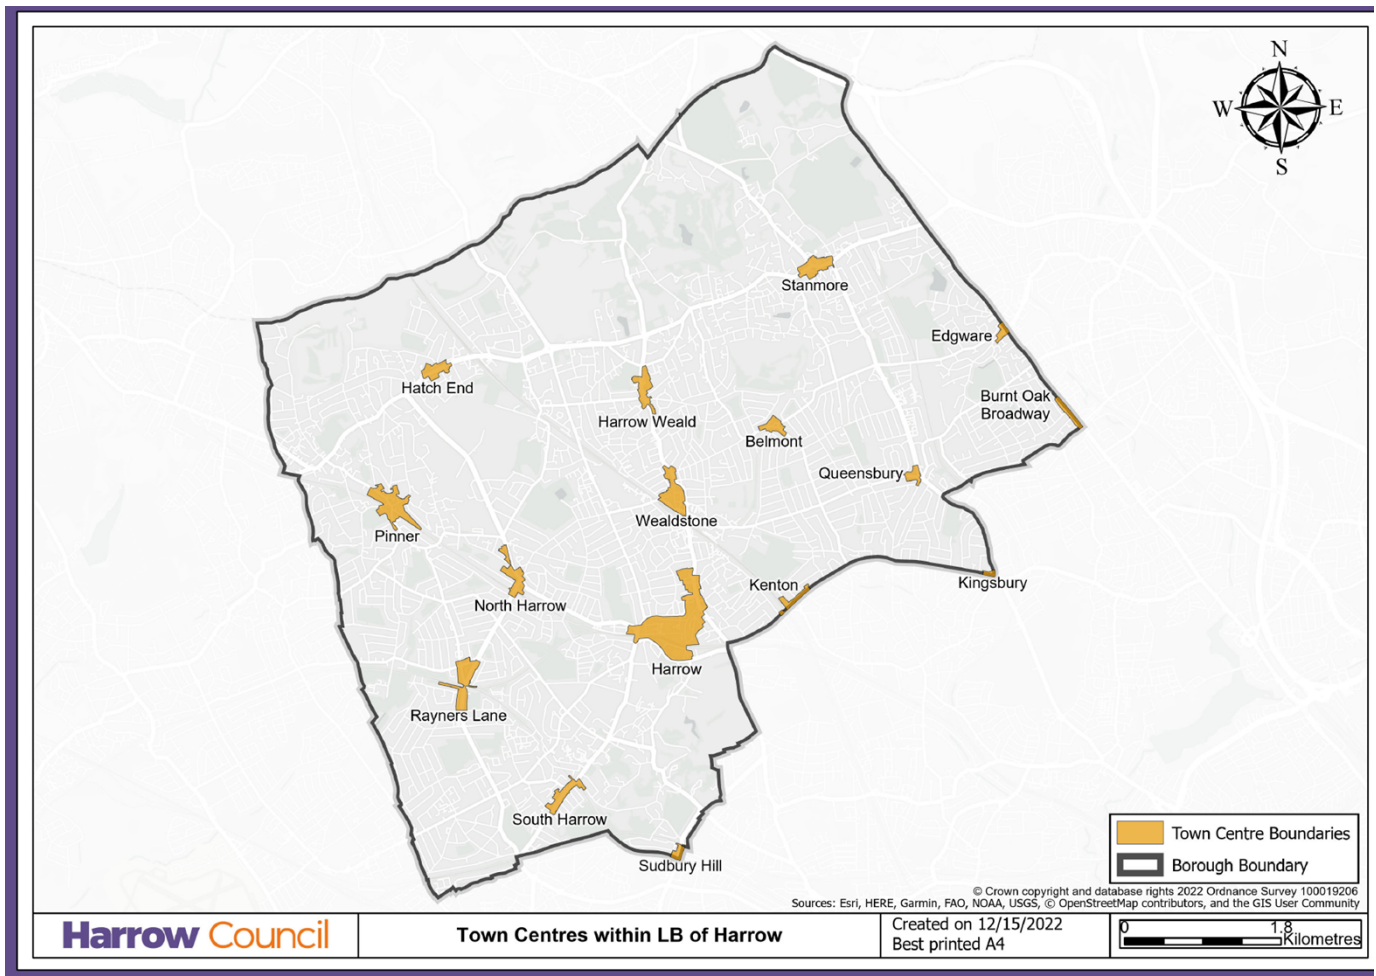 N
W E
S
Stanmore
Edgware
Hatch End
Burnt Oak
Broadway
Harrow Weald
Belmont
Queensbury
Wealdstone
Pinner
Kenton
Kingsbury
North Harrow
Harrow
Rayners Lane
South Harrow
Sudbury Hill
Town Centre Boundaries
Borough Boundary
© Crown copyright and database rights 2022 Ordnance Survey 100019206
Sources: Esri, HERE, Garmin, FAO, NOAA, USGS, © OpenStreetMap contributors, and the GIS User Community
Harrow Council
Town Centres within LB of Harrow
Created on 12/15/2022
Best printed A4
0 1.8
Kilometres